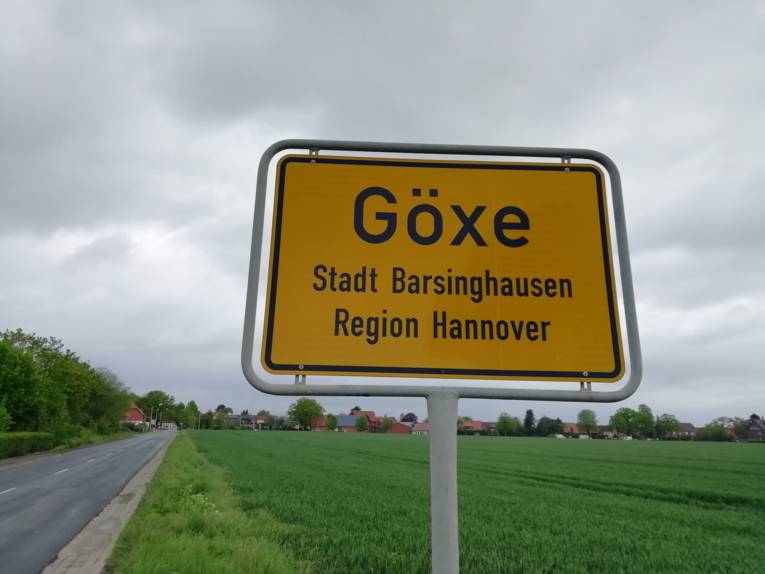 Göxe
Stadt Barsinghausen
Region Hannover